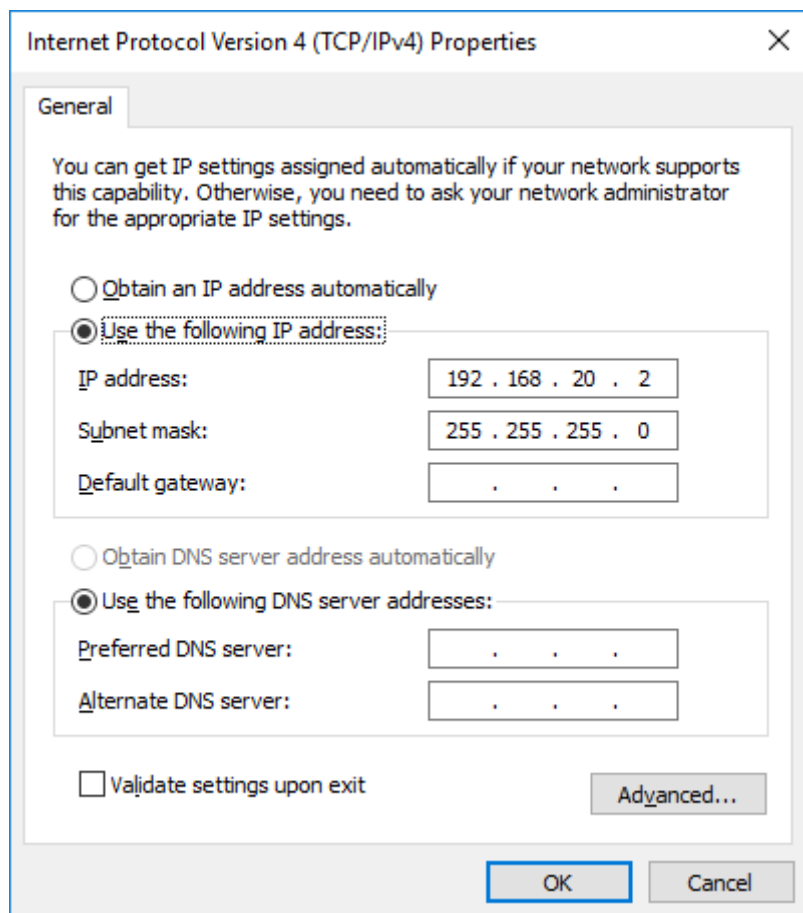 Internet Protocol Version 4 (TCP/IPv4) Properties
General
You can get IP settings assigned automatically if your network supports
this capability. Otherwise, you need to ask your network administrator
for the appropriate IP settings.
Obtain an IP address automatically
Use the following IP address:
IP address: 192 . 168 . 20 . 2
Subnet mask: 255 . 255 . 255 . 0
Default gateway: . . .
Obtain DNS server address automatically
Use the following DNS server addresses:
Preferred DNS server: . . .
Alternate DNS server: . . .
Validate settings upon exit
Advanced...
OK Cancel